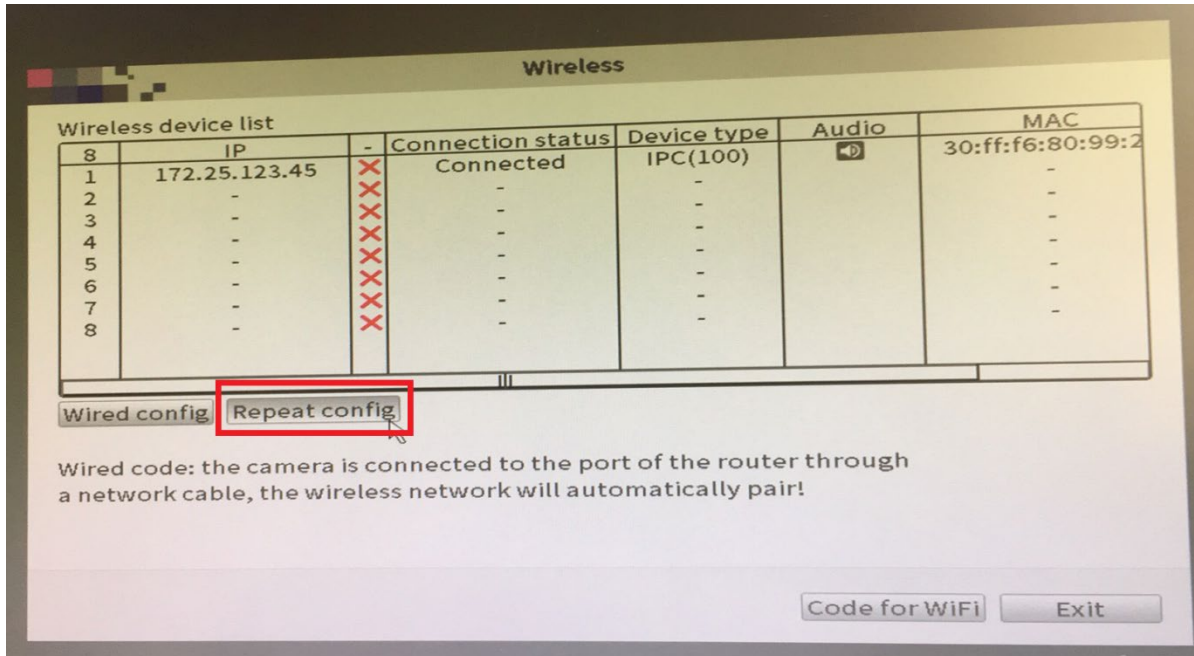 Wireless
Wireless device list
8 IP - Connection status Device type Audio MAC
1 172.25.123.45 Connected IPC(100) 30:ff:f6:80:99:2
2 - - - -
3 - - - -
4 - - - -
5 - - - -
6 - - - -
7 - - - -
8 - - - -
Wired config Repeat config
Wired code: the camera is connected to the port of the router through
a network cable, the wireless network will automatically pair!
Code for WiFi Exit